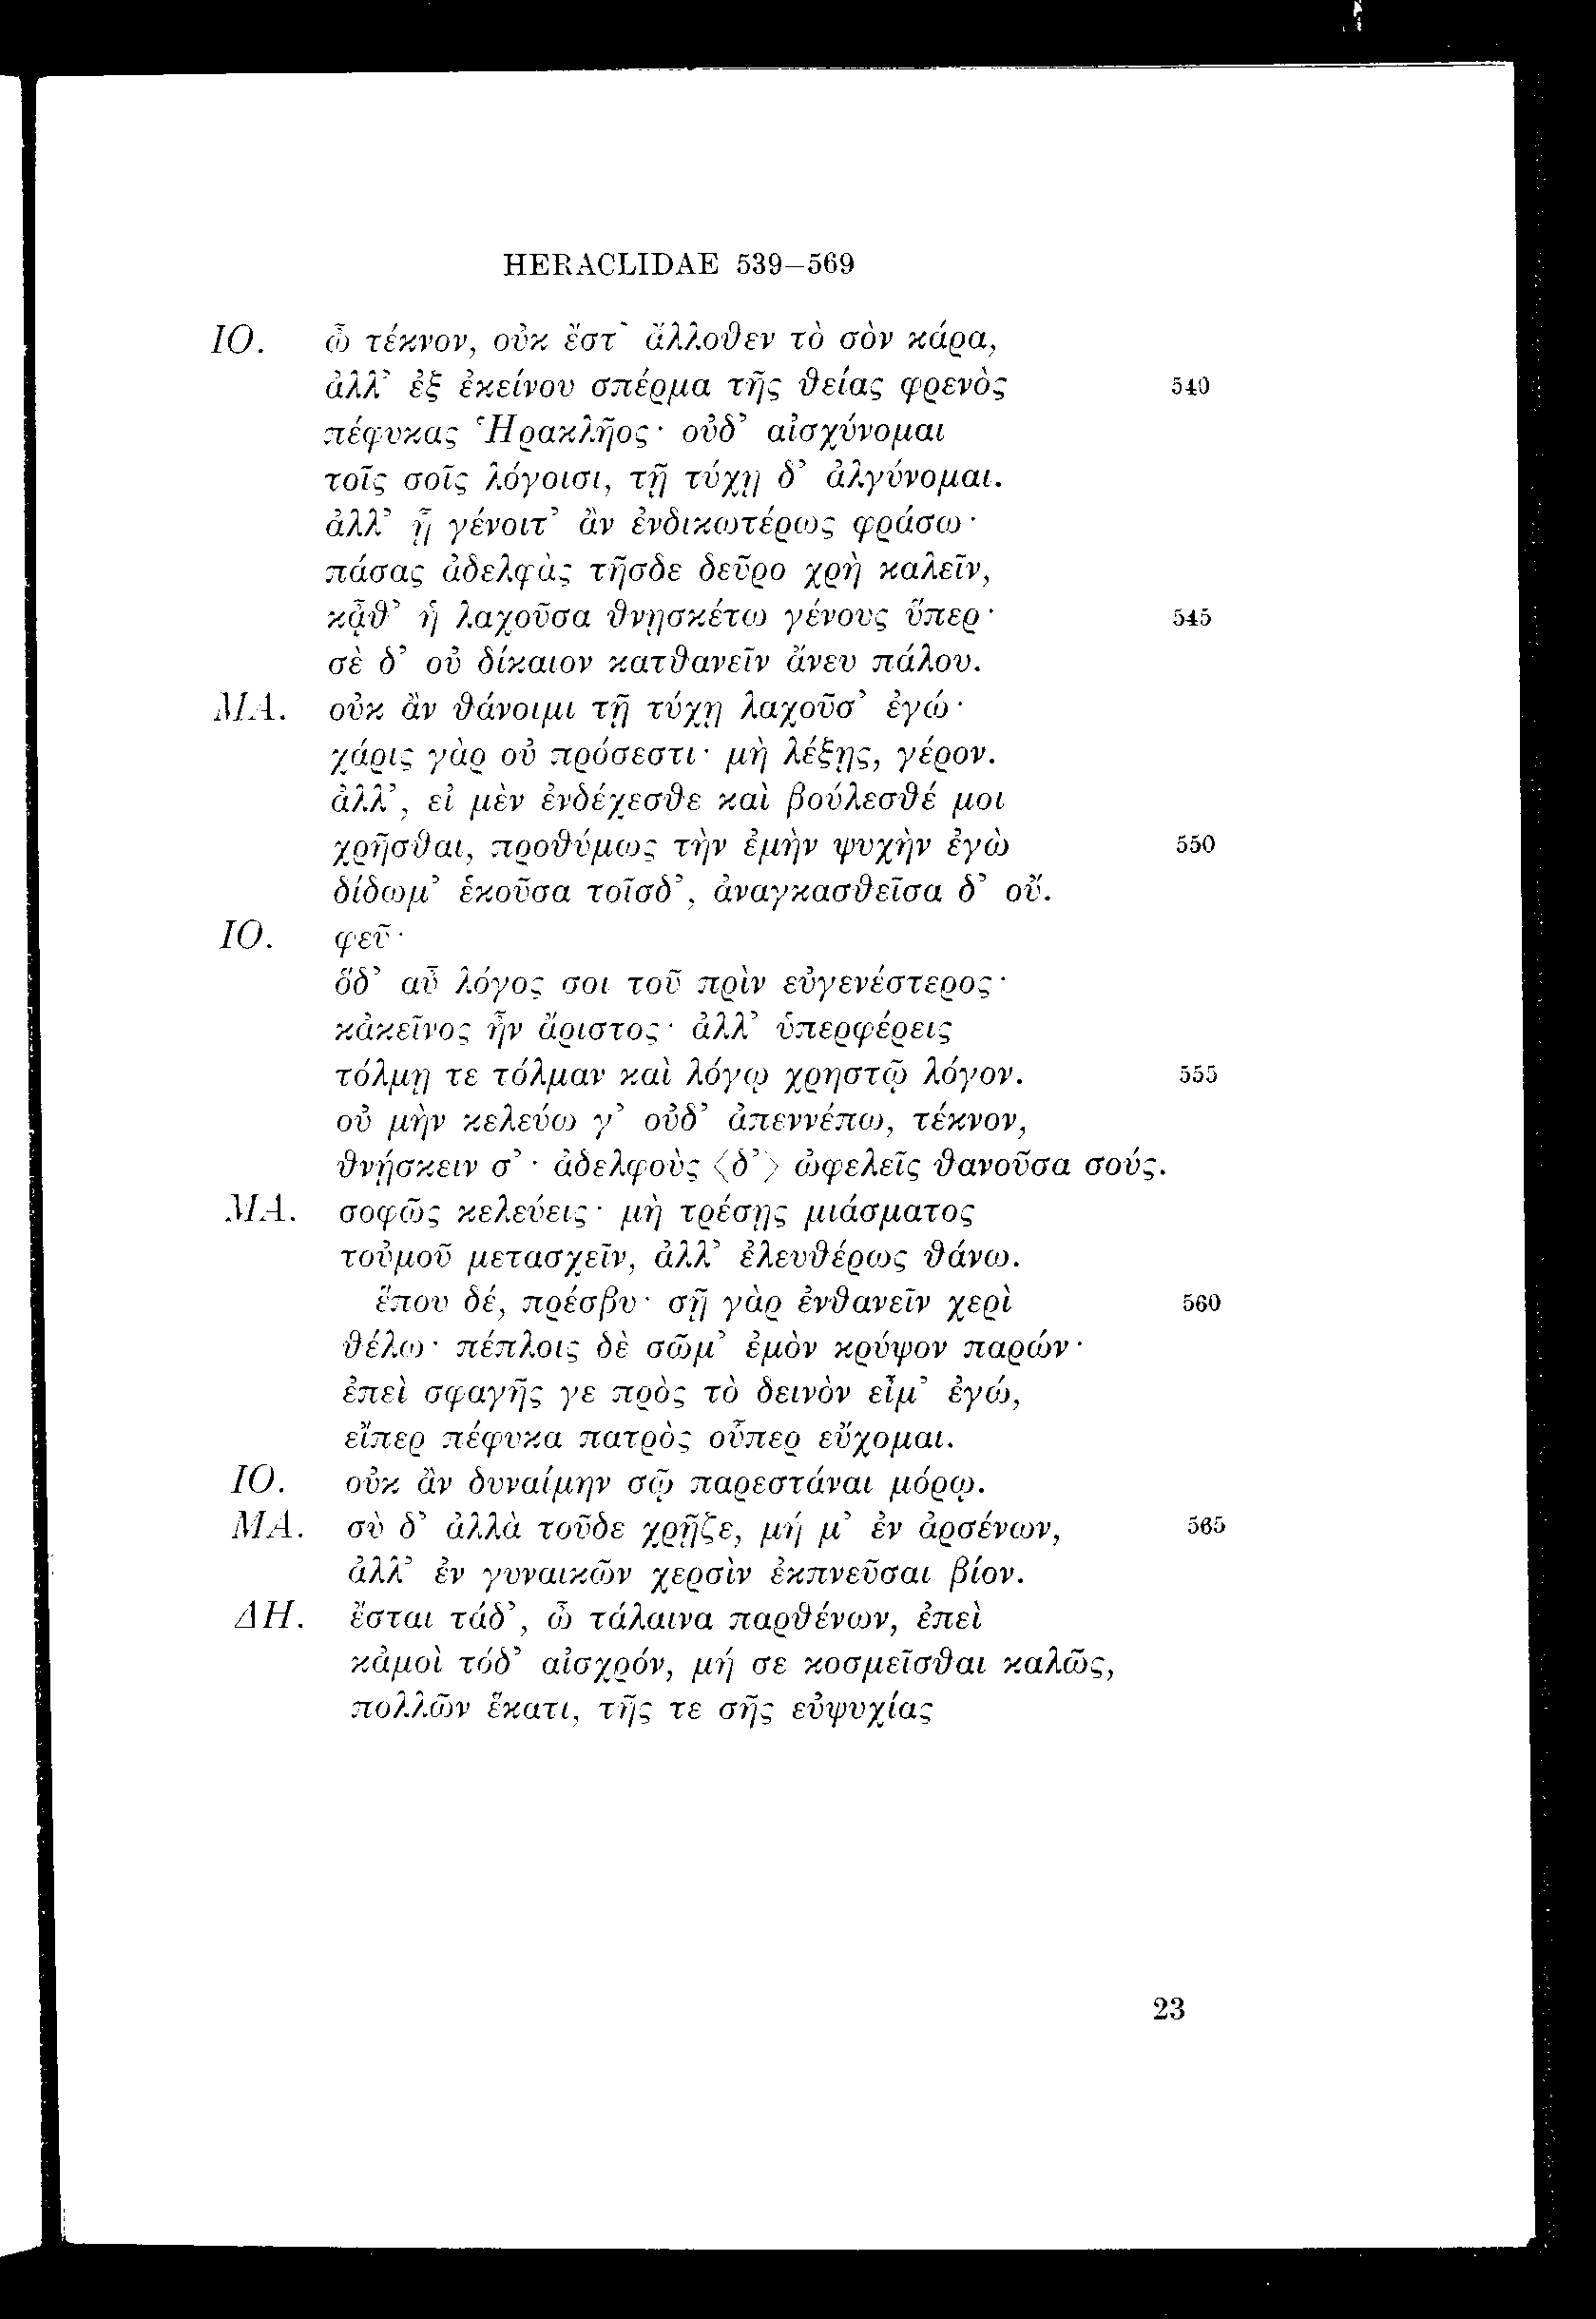 HERACLIDAE 539–569
ΙΟ. ὦ τέκνον, οὐκ ἔστ' ἄλλοθεν τὸ σὸν κάρα,
ἀλλ' ἐξ ἐκείνου σπέρμα τῆς θείας φρενὸς 540
πέφυκας Ἡρακλῆος· οὐδ' αἰσχύνομαι
τοῖς σοῖς λόγοισι, τῇ τύχῃ δ' ἀλγύνομαι.
ἀλλ' ᾗ γένοιτ' ἂν ἐνδικωτέρως φράσω·
πάσας ἀδελφὰς τῆσδε δεῦρο χρὴ καλεῖν,
κᾆθ' ἡ λαχοῦσα θνῃσκέτω γένους ὕπερ· 545
σὲ δ' οὐ δίκαιον κατθανεῖν ἄνευ πάλου.
ΜΑ. οὐκ ἂν θάνοιμι τῇ τύχῃ λαχοῦσ' ἐγώ·
χάρις γὰρ οὐ πρόσεστι· μὴ λέξῃς, γέρον.
ἀλλ', εἰ μὲν ἐνδέχεσθε καὶ βούλεσθέ μοι
χρῆσθαι, προθύμως τὴν ἐμὴν ψυχὴν ἐγὼ 550
δίδωμ' ἑκοῦσα τοῖσδ', ἀναγκασθεῖσα δ' οὔ.
ΙΟ. φεῦ·
ὅδ' αὖ λόγος σοι τοῦ πρὶν εὐγενέστερος·
κἀκεῖνος ἦν ἄριστος· ἀλλ' ὑπερφέρεις
τόλμῃ τε τόλμαν καὶ λόγῳ χρηστῷ λόγον. 555
οὐ μὴν κελεύω γ' οὐδ' ἀπεννέπω, τέκνον,
θνῄσκειν σ'· ἀδελφοὺς ⟨δ'⟩ ὠφελεῖς θανοῦσα σούς.
ΜΑ. σοφῶς κελεύεις· μὴ τρέσῃς μιάσματος
τοὐμοῦ μετασχεῖν, ἀλλ' ἐλευθέρως θάνω.
ἕπου δέ, πρέσβυ· σῇ γὰρ ἐνθανεῖν χερὶ 560
θέλω· πέπλοις δὲ σῶμ' ἐμὸν κρύψον παρών·
ἐπεὶ σφαγῆς γε πρὸς τὸ δεινὸν εἶμ' ἐγώ,
εἴπερ πέφυκα πατρὸς οὗπερ εὔχομαι.
ΙΟ. οὐκ ἂν δυναίμην σῷ παρεστάναι μόρῳ.
ΜΑ. σὺ δ' ἀλλὰ τοῦδε χρῇζε, μή μ' ἐν ἀρσένων, 565
ἀλλ' ἐν γυναικῶν χερσὶν ἐκπνεῦσαι βίον.
ΔΗ. ἔσται τάδ', ὦ τάλαινα παρθένων, ἐπεὶ
κἀμοὶ τόδ' αἰσχρόν, μή σε κοσμεῖσθαι καλῶς,
πολλῶν ἕκατι, τῆς τε σῆς εὐψυχίας
23